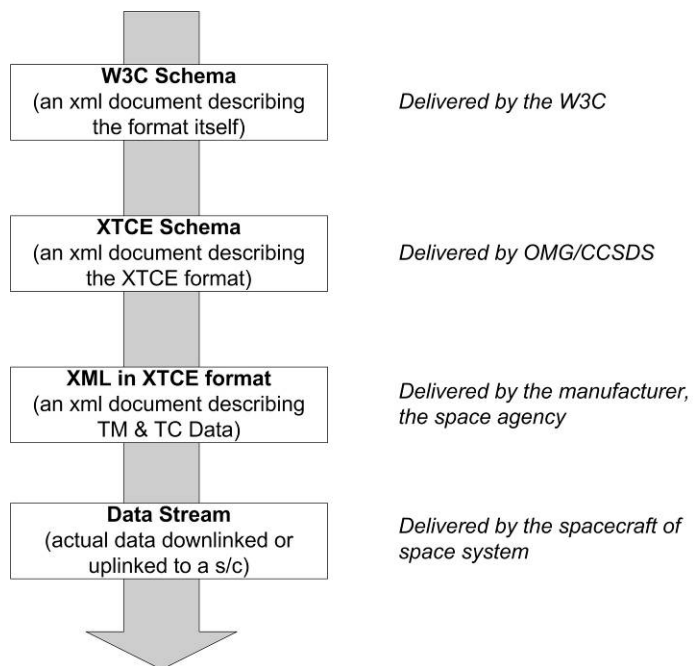 W3C Schema
(an xml document describing
the format itself)
Delivered by the W3C
XTCE Schema
(an xml document describing
the XTCE format)
Delivered by OMG/CCSDS
XML in XTCE format
(an xml document describing
TM & TC Data)
Delivered by the manufacturer,
the space agency
Data Stream
(actual data downlinked or
uplinked to a s/c)
Delivered by the spacecraft of
space system